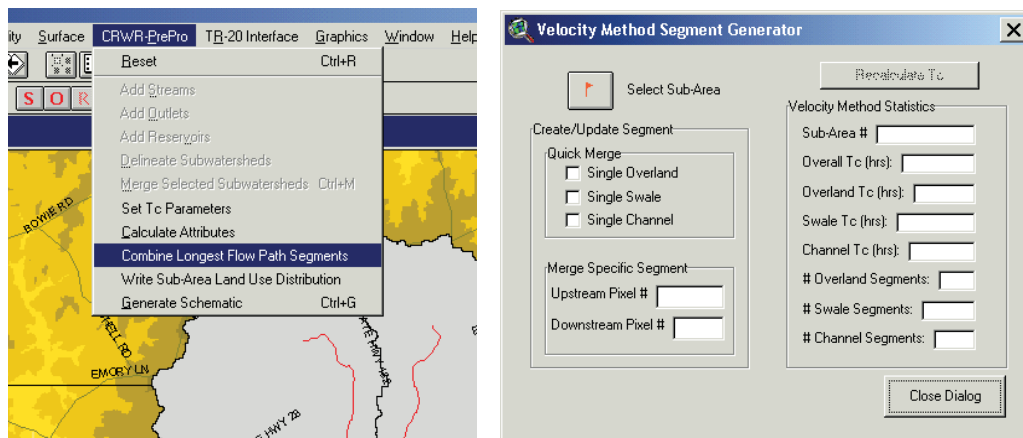 ity Surface CRWR-PrePro TR-20 Interface Graphics Window Help
Reset Ctrl+R
S O R
Add Streams
Add Outlets
Add Reservoirs
Delineate Subwatersheds
Merge Selected Subwatersheds Ctrl+M
Set Tc Parameters
Calculate Attributes
Combine Longest Flow Path Segments
Write Sub-Area Land Use Distribution
Generate Schematic Ctrl+G
BOWIE RD
EMORY LN
HWY 28
Velocity Method Segment Generator
Select Sub-Area
Create/Update Segment
Quick Merge
Single Overland
Single Swale
Single Channel
Merge Specific Segment
Upstream Pixel #
Downstream Pixel #
Recalculate Tc
Velocity Method Statistics
Sub-Area #
Overall Tc (hrs):
Overland Tc (hrs):
Swale Tc (hrs):
Channel Tc (hrs):
# Overland Segments:
# Swale Segments:
# Channel Segments:
Close Dialog